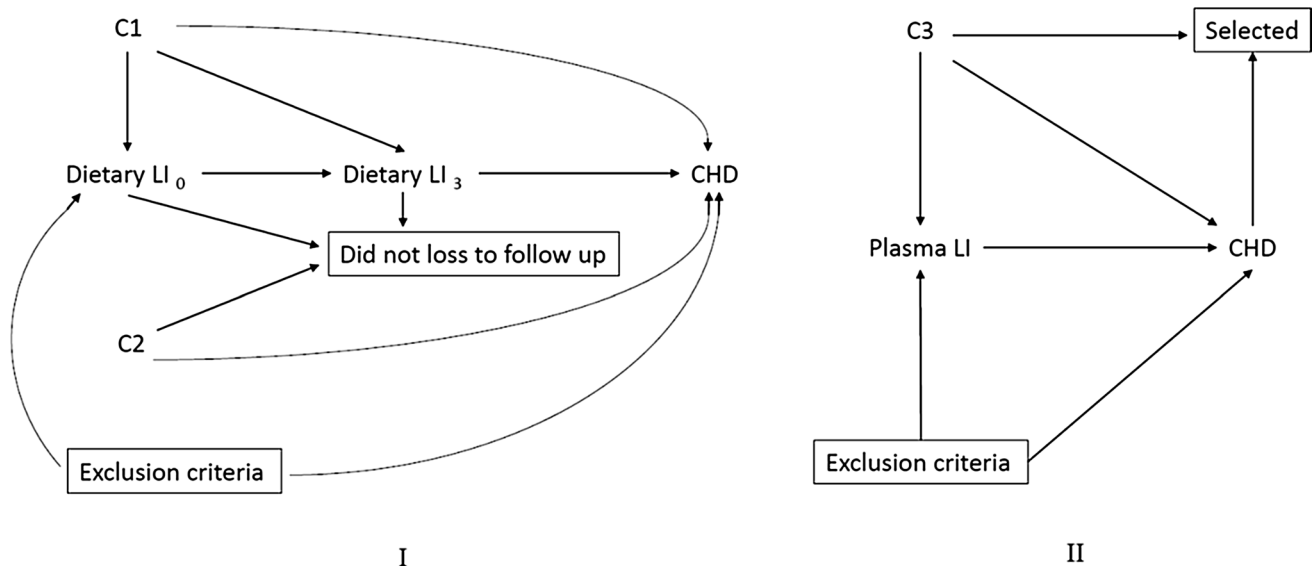 C1
Dietary LI 0
Dietary LI 3
CHD
Did not loss to follow up
C2
Exclusion criteria
I
C3
Selected
Plasma LI
CHD
Exclusion criteria
II